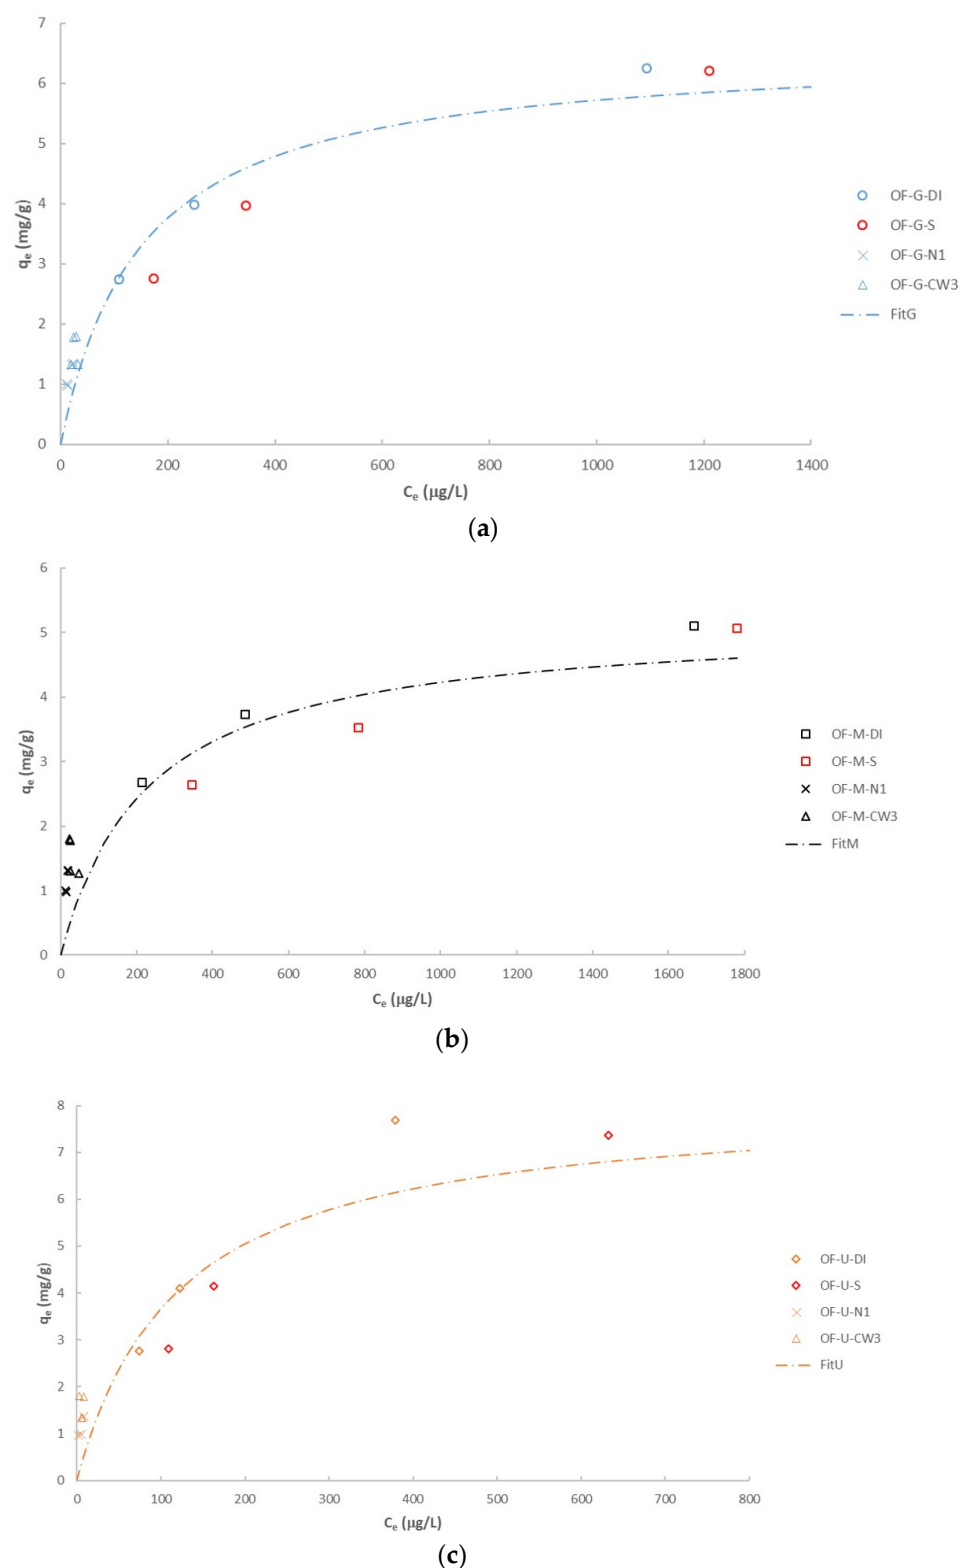 7
6
5
4
3
2
1
0
qe (mg/g)
0 200 400 600 800 1000 1200 1400
Ce (µg/L)
OF-G-DI
OF-G-S
OF-G-N1
OF-G-CW3
FitG
(a)
6
5
4
3
2
1
0
qe (mg/g)
0 200 400 600 800 1000 1200 1400 1600 1800
Ce (µg/L)
OF-M-DI
OF-M-S
OF-M-N1
OF-M-CW3
FitM
(b)
8
7
6
5
4
3
2
1
0
qe (mg/g)
0 100 200 300 400 500 600 700 800
Ce (µg/L)
OF-U-DI
OF-U-S
OF-U-N1
OF-U-CW3
FitU
(c)